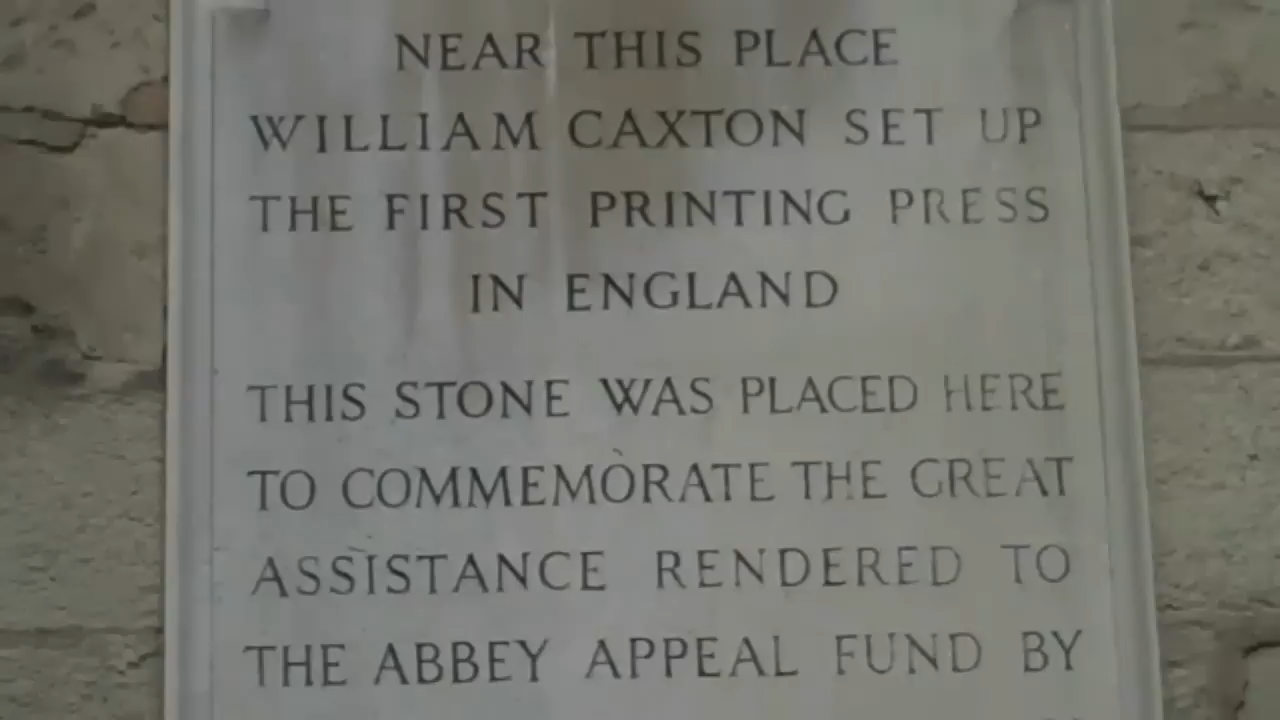 NEAR THIS PLACE
WILLIAM CAXTON SET UP
THE FIRST PRINTING PRESS
IN ENGLAND
THIS STONE WAS PLACED HERE
TO COMMEMORATE THE GREAT
ASSISTANCE RENDERED TO
THE ABBEY APPEAL FUND BY